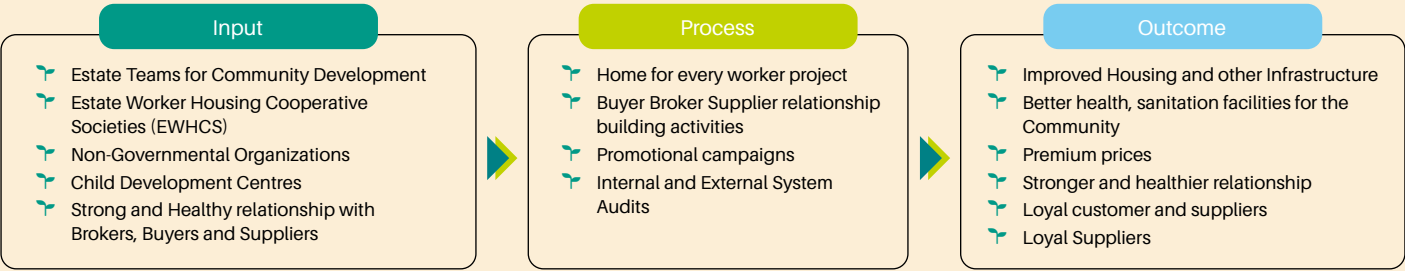 Input
Estate Teams for Community Development
Estate Worker Housing Cooperative
Societies (EWHCS)
Non-Governmental Organizations
Child Development Centres
Strong and Healthy relationship with
Brokers, Buyers and Suppliers
Process
Home for every worker project
Buyer Broker Supplier relationship
building activities
Promotional campaigns
Internal and External System
Audits
Outcome
Improved Housing and other Infrastructure
Better health, sanitation facilities for the
Community
Premium prices
Stronger and healthier relationship
Loyal customer and suppliers
Loyal Suppliers